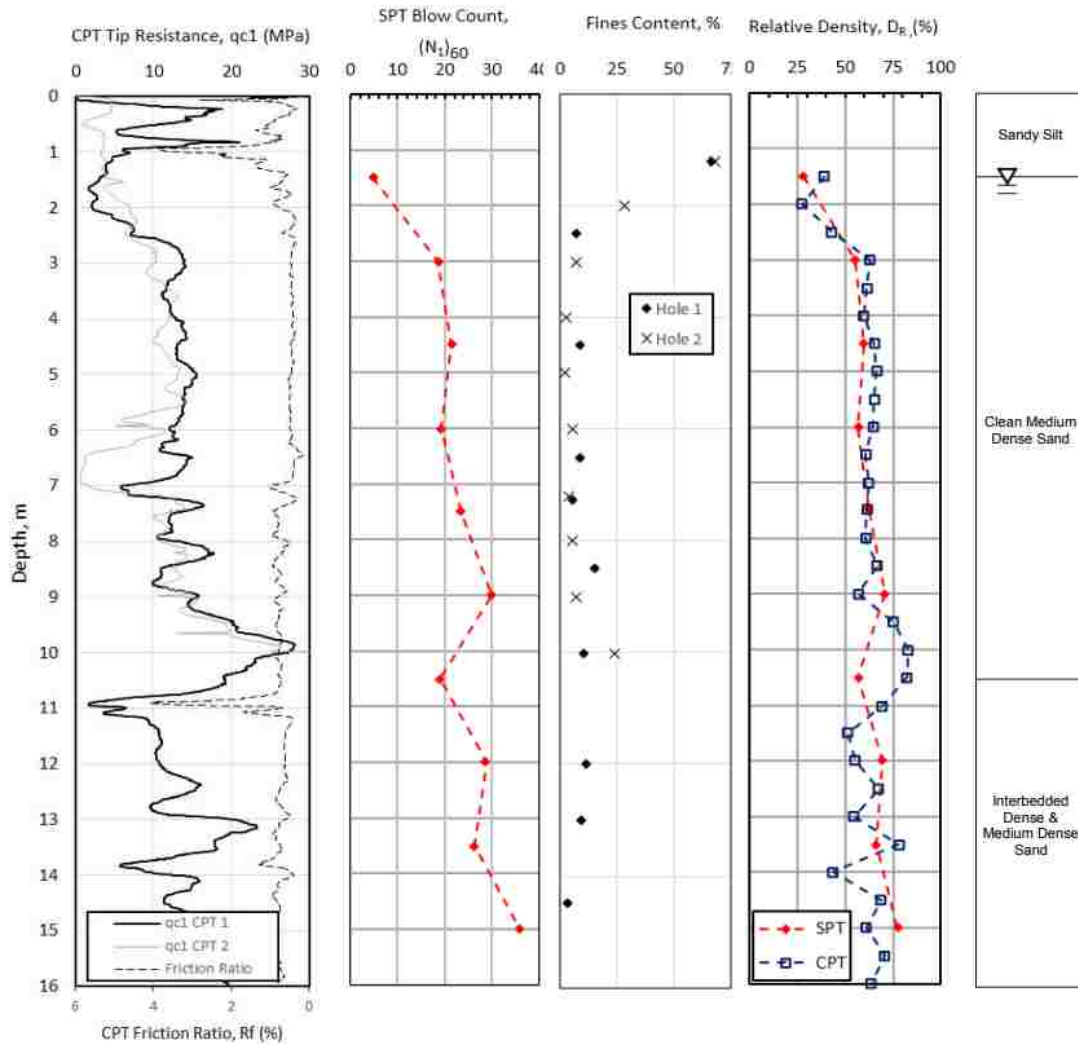 CPT Tip Resistance, qc1 (MPa)
0 10 20 30
SPT Blow Count,
(N₁)₆₀
0 10 20 30
Fines Content, %
0 25 50
Relative Density, D_R,(%)
0 25 50 75 100
Depth, m
0
1
2
3
4
5
6
7
8
9
10
11
12
13
14
15
16
qc1 CPT 1
qc1 CPT 2
Friction Ratio
6 4 2 0
CPT Friction Ratio, Rf (%)
Hole 1
Hole 2
SPT
CPT
Sandy Silt
Clean Medium
Dense Sand
Interbedded
Dense &
Medium Dense
Sand